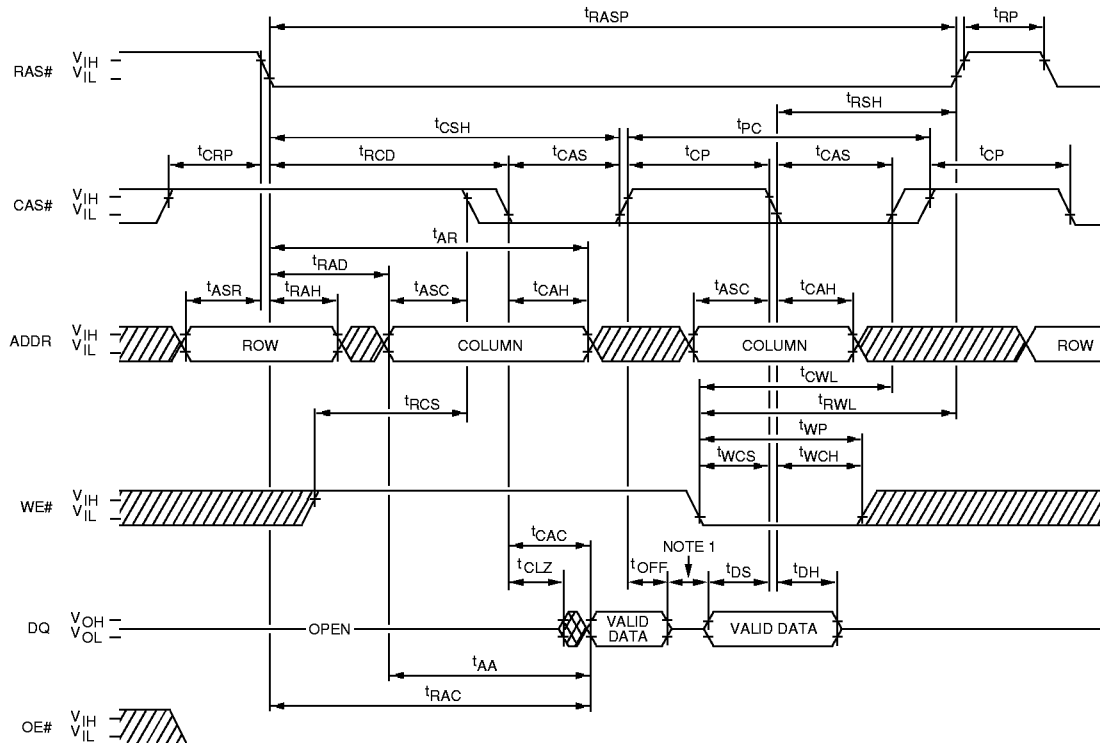 tRASP tRP
RAS# VIH
VIL
tRSH
tCSH tPC
tCRP tRCD tCAS tCP tCAS tCP
CAS# VIH
VIL
tAR
tRAD
tASR tRAH tASC tCAH tASC tCAH
ADDR VIH
VIL
ROW COLUMN COLUMN ROW
tCWL
tRCS tRWL
tWP
tWCS tWCH
WE# VIH
VIL
tCAC NOTE 1
tCLZ tOFF tDS tDH
DQ VOH
VOL
OPEN VALID DATA VALID DATA
tAA
tRAC
OE# VIH
VIL